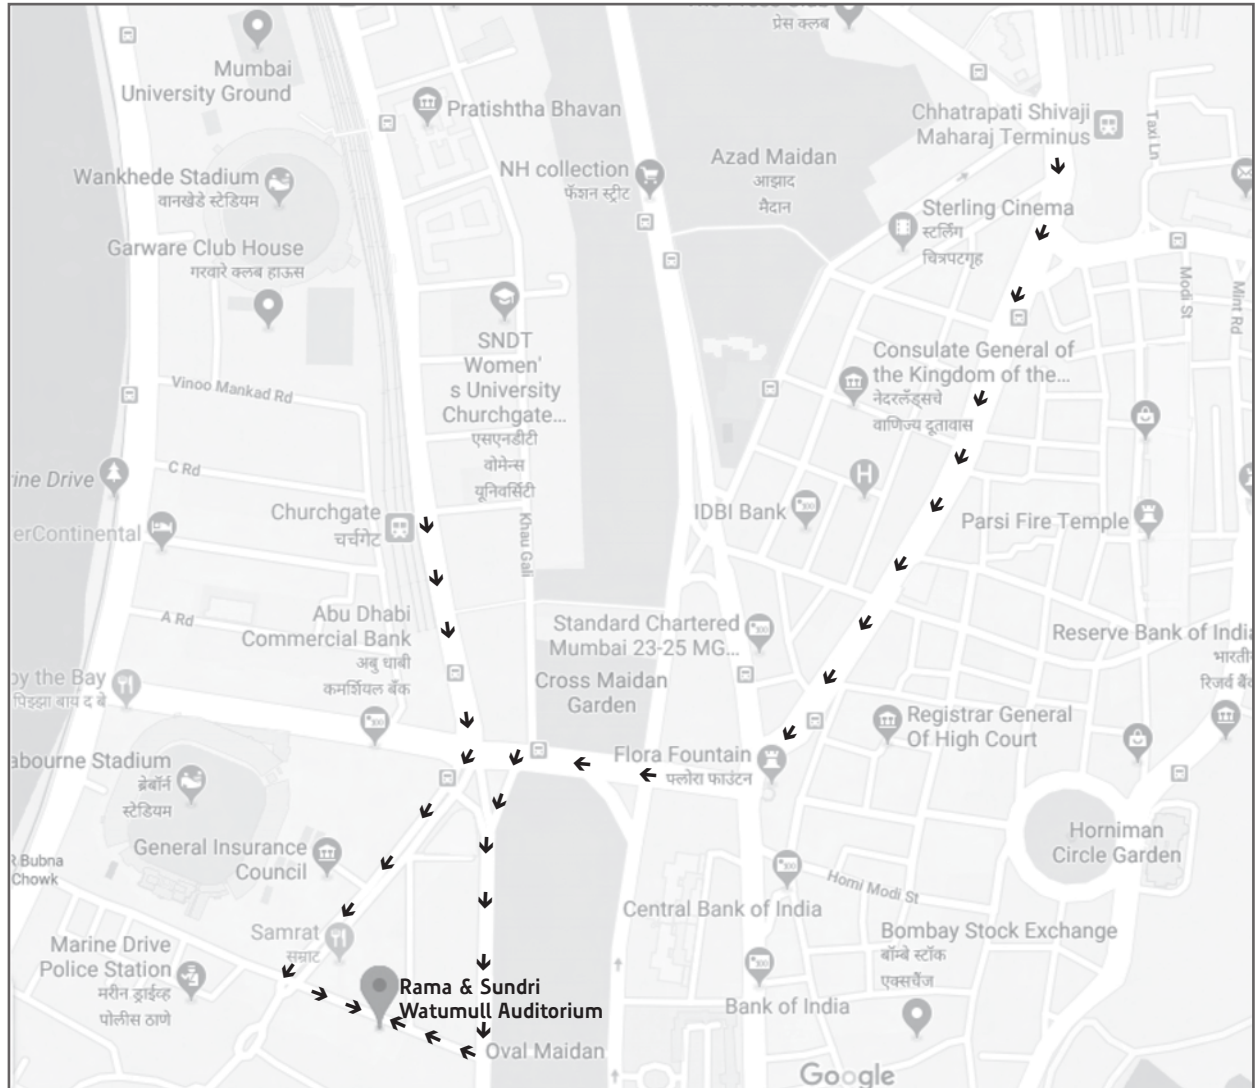 प्रेस क्लब
Mumbai
University Ground
Pratishtha Bhavan
Chhatrapati Shivaji
Maharaj Terminus
Taxi Ln
NH collection
फॅशन स्ट्रीट
Azad Maidan
आझाद
मैदान
Wankhede Stadium
वानखेडे स्टेडियम
Sterling Cinema
स्टर्लिंग
चित्रपटगृह
Garware Club House
गरवारे क्लब हाऊस
Modi St
Mint Rd
SNDT
Women'
s University
Churchgate...
एसएनडीटी
वोमेन्स
यूनिवर्सिटी
Consulate General of
the Kingdom of the...
नेदरलॅंड्सचे
वाणिज्य दूतावास
Vinoo Mankad Rd
C Rd
ine Drive
erContinental
Churchgate
चर्चगेट
Khau Gali
IDBI Bank
Parsi Fire Temple
A Rd
Abu Dhabi
Commercial Bank
अबु धाबी
कमर्शियल बँक
Standard Chartered
Mumbai 23-25 MG...
Reserve Bank of India
भारती
रिजर्व बैं
by the Bay
पिझ्झा बाय द बे
Cross Maidan
Garden
Registrar General
Of High Court
Flora Fountain
फ्लोरा फाउंटन
abourne Stadium
ब्रेबॉर्न
स्टेडियम
General Insurance
Council
R Bubna
Chowk
Horniman
Circle Garden
Homi Modi St
Central Bank of India
Samrat
सम्राट
Bombay Stock Exchange
बॉम्बे स्टॉक
एक्सचेंज
Marine Drive
Police Station
मरीन ड्राईव्ह
पोलीस ठाणे
Rama & Sundri
Watumull Auditorium
Bank of India
Oval Maidan
Google